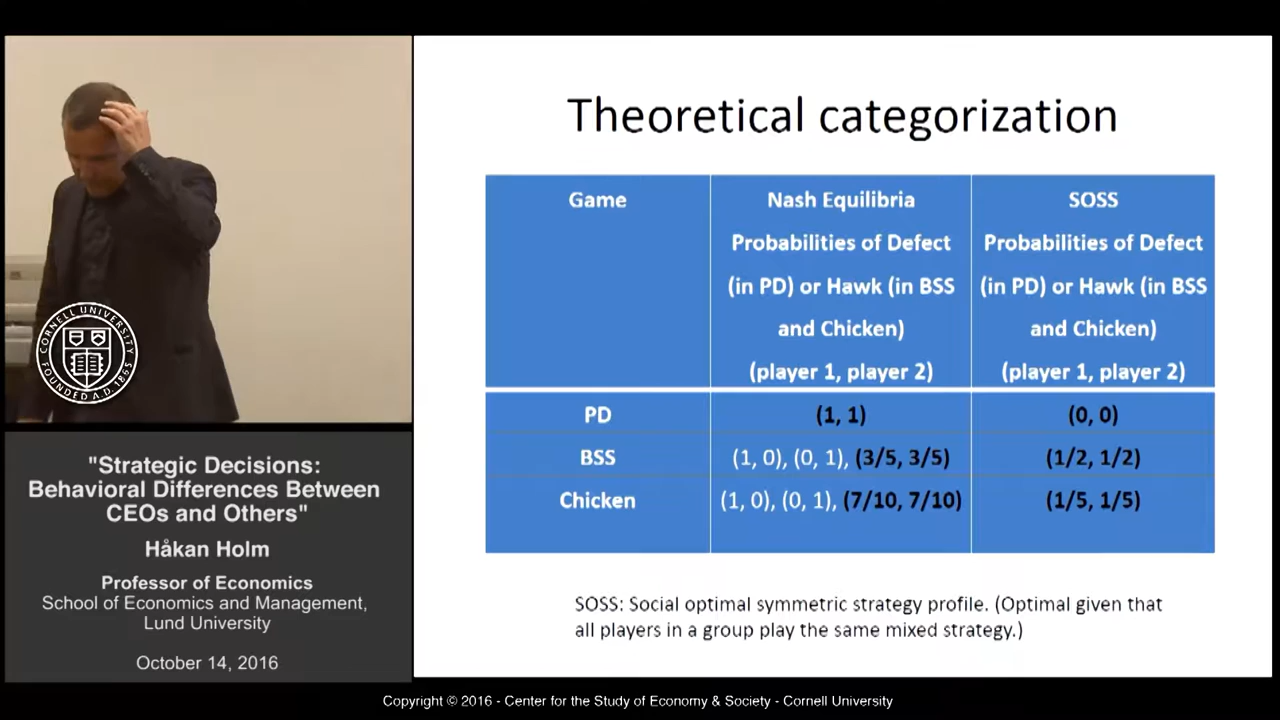 Theoretical categorization
Game
Nash Equilibria
Probabilities of Defect
(in PD) or Hawk (in BSS
and Chicken)
(player 1, player 2)
SOSS
Probabilities of Defect
(in PD) or Hawk (in BSS
and Chicken)
(player 1, player 2)
PD
(1, 1)
(0, 0)
BSS
(1, 0), (0, 1), (3/5, 3/5)
(1/2, 1/2)
Chicken
(1, 0), (0, 1), (7/10, 7/10)
(1/5, 1/5)
SOSS: Social optimal symmetric strategy profile. (Optimal given that
all players in a group play the same mixed strategy.)
CORNELL UNIVERSITY
FOUNDED A.D. 1865
"Strategic Decisions:
Behavioral Differences Between
CEOs and Others"
Håkan Holm
Professor of Economics
School of Economics and Management,
Lund University
October 14, 2016
Copyright © 2016 - Center for the Study of Economy & Society - Cornell University